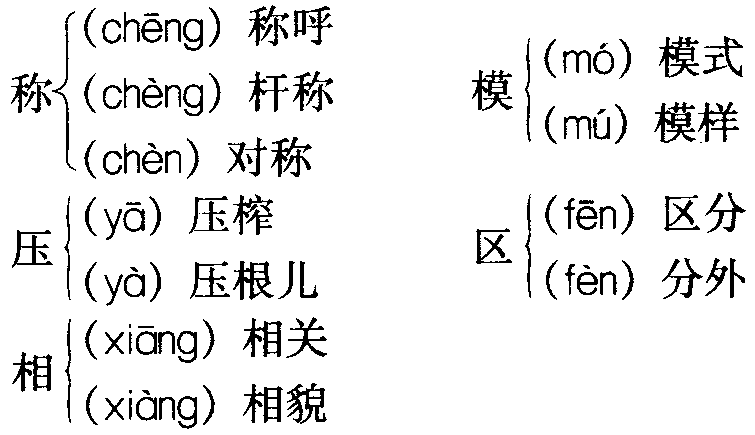 称 (chēng) 称呼
(chèng) 杆称
(chèn) 对称
模 (mó) 模式
(mú) 模样
压 (yā) 压榨
(yà) 压根儿
区 (fēn) 区分
(fèn) 分外
相 (xiāng) 相关
(xiàng) 相貌